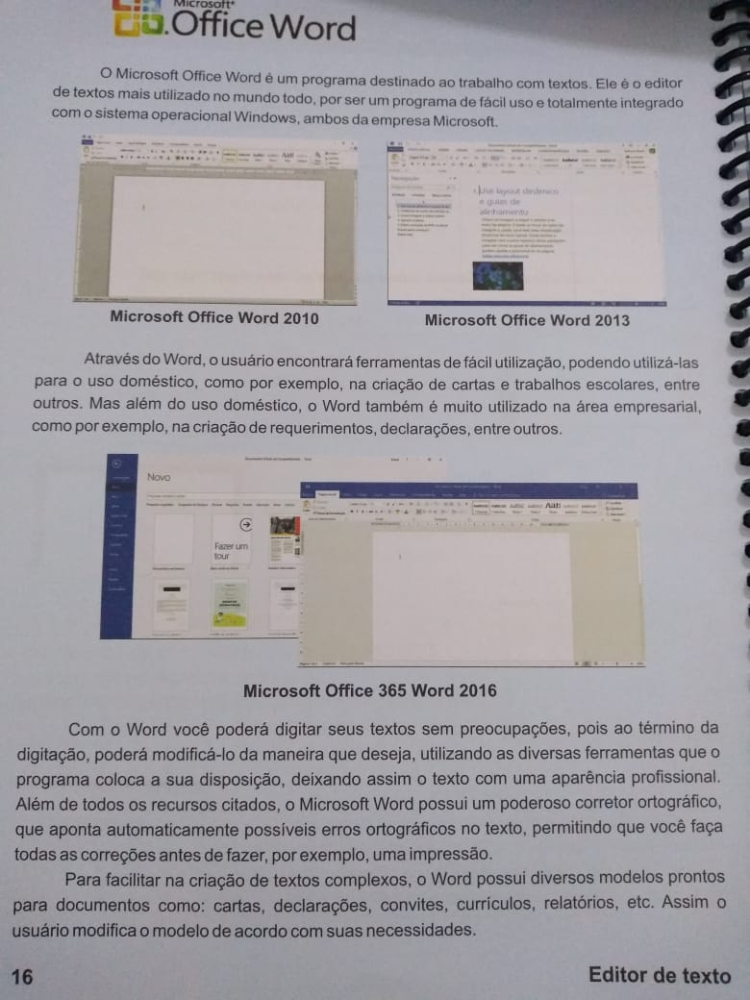 Microsoft®
Office Word
O Microsoft Office Word é um programa destinado ao trabalho com textos. Ele é o editor
de textos mais utilizado no mundo todo, por ser um programa de fácil uso e totalmente integrado
com o sistema operacional Windows, ambos da empresa Microsoft.
Navegação
Use layout dinâmico
e guias de
alinhamento
Microsoft Office Word 2010
Microsoft Office Word 2013
Através do Word, o usuário encontrará ferramentas de fácil utilização, podendo utilizá-las
para o uso doméstico, como por exemplo, na criação de cartas e trabalhos escolares, entre
outros. Mas além do uso doméstico, o Word também é muito utilizado na área empresarial,
como por exemplo, na criação de requerimentos, declarações, entre outros.
Novo
Fazer um
tour
Microsoft Office 365 Word 2016
Com o Word você poderá digitar seus textos sem preocupações, pois ao término da
digitação, poderá modificá-lo da maneira que deseja, utilizando as diversas ferramentas que o
programa coloca a sua disposição, deixando assim o texto com uma aparência profissional.
Além de todos os recursos citados, o Microsoft Word possui um poderoso corretor ortográfico,
que aponta automaticamente possíveis erros ortográficos no texto, permitindo que você faça
todas as correções antes de fazer, por exemplo, uma impressão.
Para facilitar na criação de textos complexos, o Word possui diversos modelos prontos
para documentos como: cartas, declarações, convites, currículos, relatórios, etc. Assim o
usuário modifica o modelo de acordo com suas necessidades.
16
Editor de texto